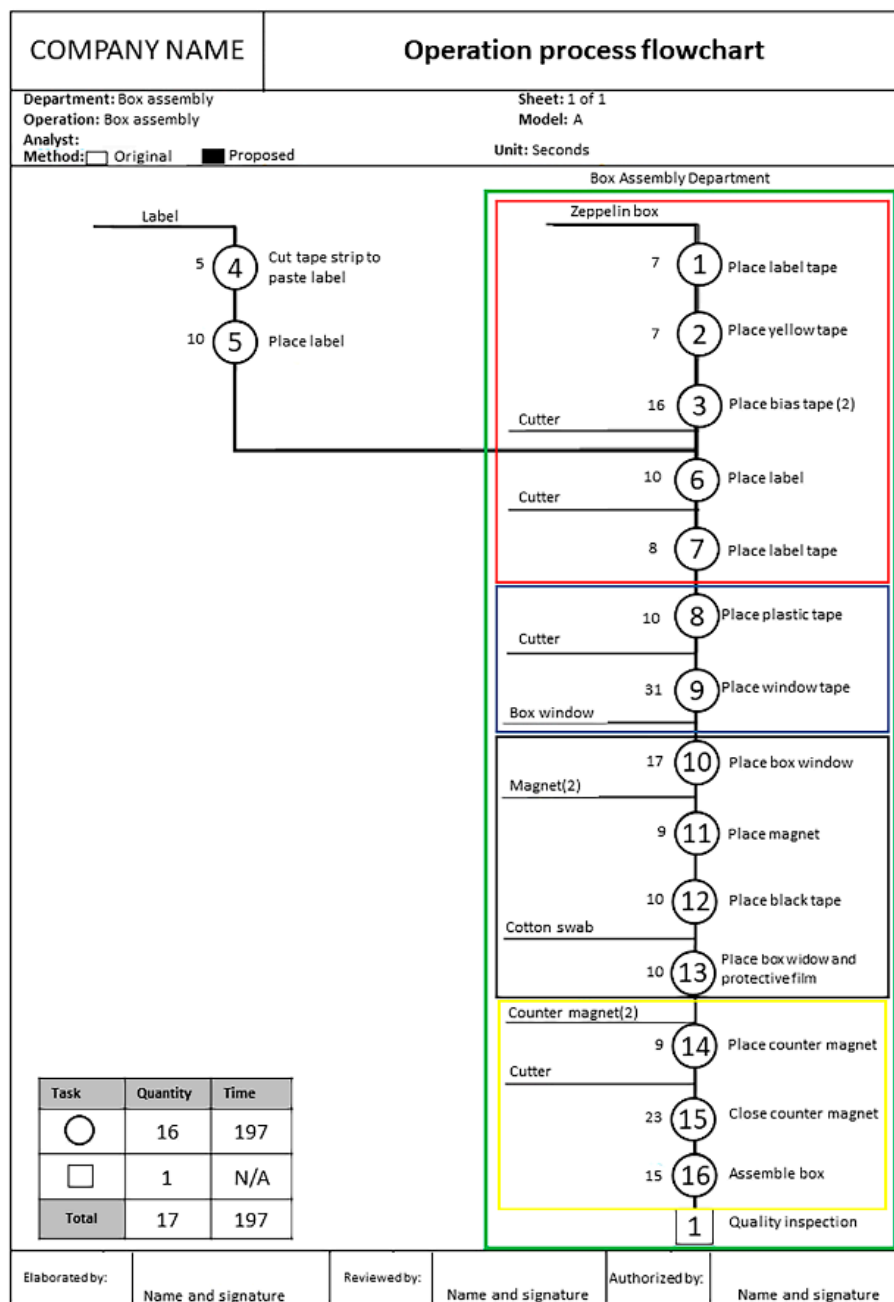 COMPANY NAME
Operation process flowchart
Department: Box assembly
Sheet: 1 of 1
Operation: Box assembly
Model: A
Analyst:
Method: Original Proposed
Unit: Seconds
Box Assembly Department
Label
5 4 Cut tape strip to
paste label
10 5 Place label
Zeppelin box
7 1 Place label tape
7 2 Place yellow tape
16 3 Place bias tape (2)
Cutter
10 6 Place label
Cutter
8 7 Place label tape
10 8 Place plastic tape
Cutter
31 9 Place window tape
Box window
17 10 Place box window
Magnet(2)
9 11 Place magnet
10 12 Place black tape
Cotton swab
10 13 Place box widow and
protective film
Counter magnet(2)
9 14 Place counter magnet
Cutter
23 15 Close counter magnet
15 16 Assemble box
1 Quality inspection
Task Quantity Time
16 197
1 N/A
Total 17 197
Elaborated by:
Name and signature
Reviewed by:
Name and signature
Authorized by:
Name and signature